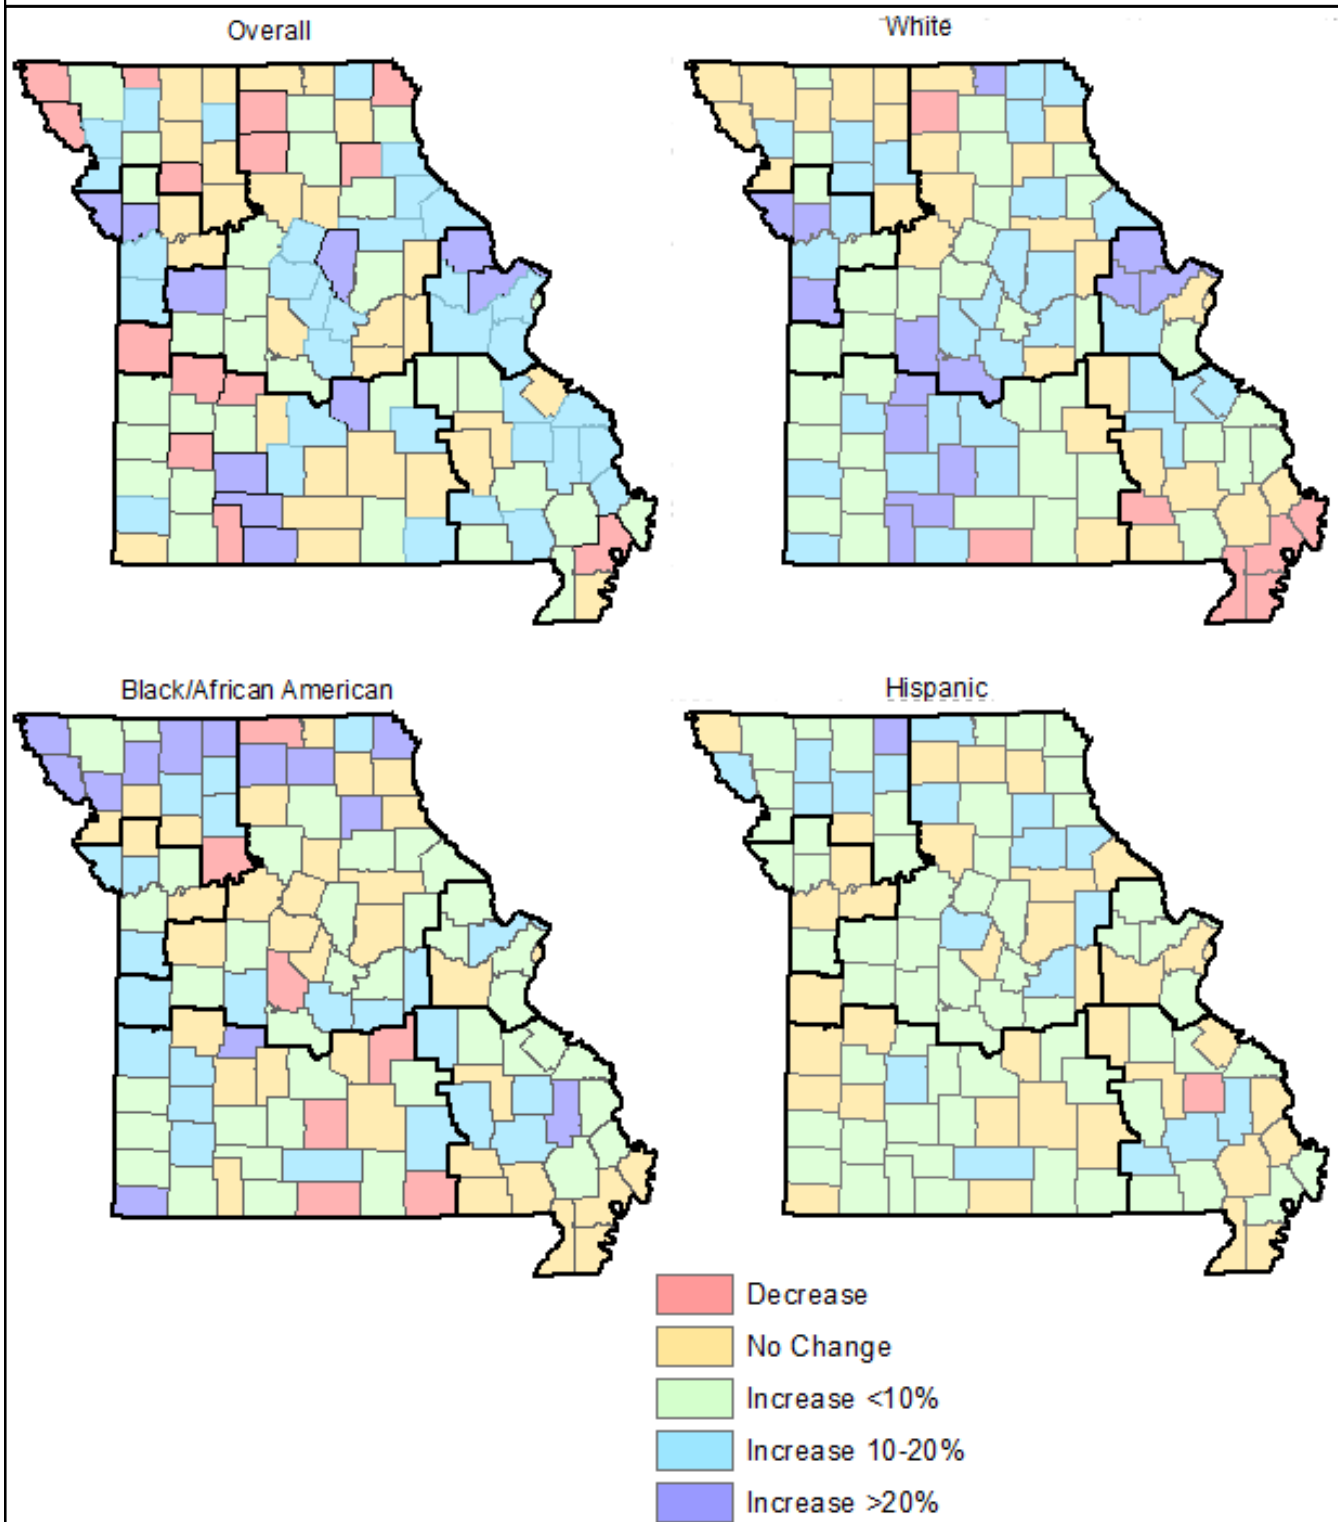 Overall
White
Black/African American
Hispanic
Decrease
No Change
Increase <10%
Increase 10-20%
Increase >20%